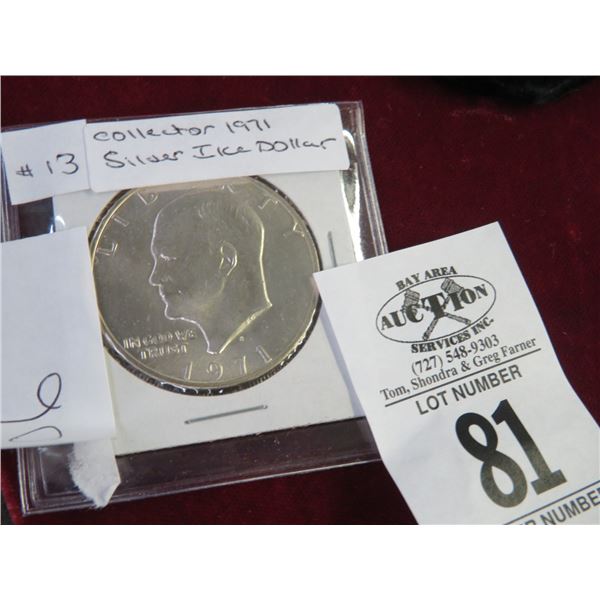 # 13
collector 1971
Silver Ike Dollar
LIBERTY
IN GOD WE
TRUST
1971
BAY AREA
AUCTION
SERVICES INC.
(727) 548-9303
Tom, Shondra & Greg Farner
LOT NUMBER
81
NUMBER